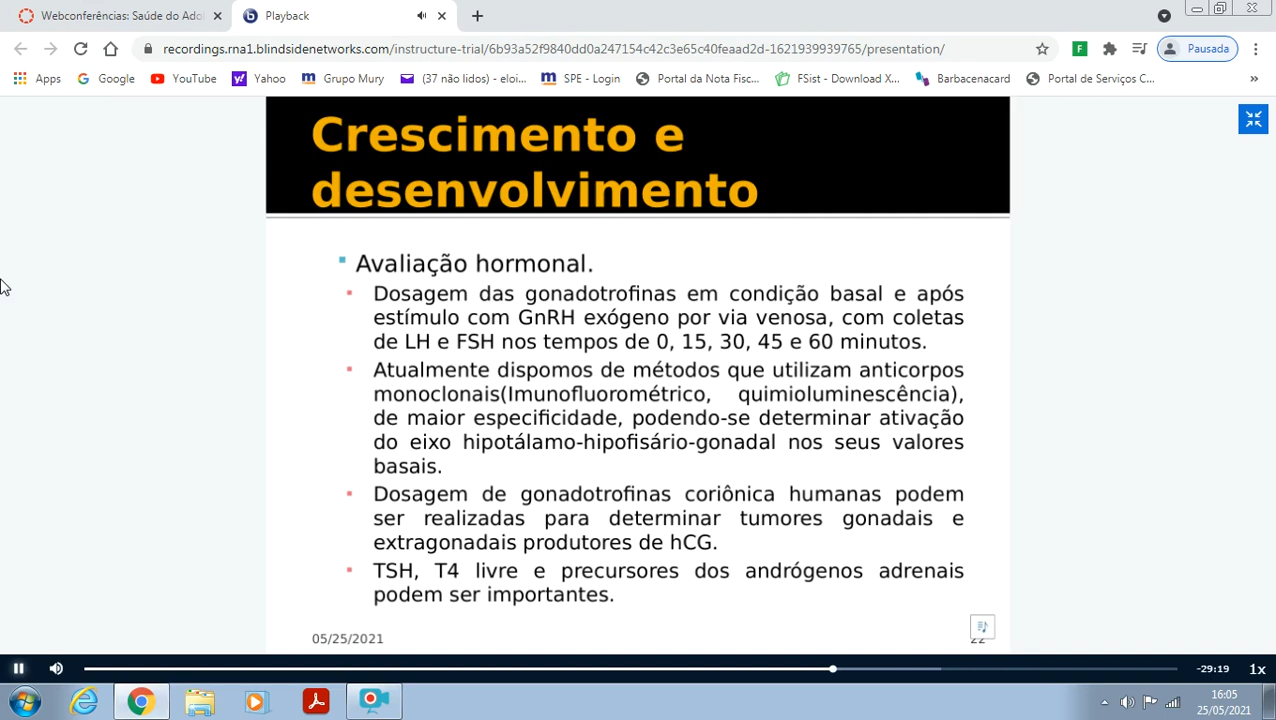 Webconferências: Saúde do Ado
Playback
recordings.rna1.blindsidenetworks.com/instructure-trial/6b93a52f9840dd0a247154c42c3e65c40feaad2d-1621939939765/presentation/
Pausada
Apps
Google
YouTube
Yahoo
Grupo Mury
(37 não lidos) - eloi...
SPE - Login
Portal da Nota Fisc...
FSist - Download X...
Barbacenacard
Portal de Serviços C...
»
Crescimento e
desenvolvimento
Avaliação hormonal.
Dosagem das gonadotrofinas em condição basal e após
estímulo com GnRH exógeno por via venosa, com coletas
de LH e FSH nos tempos de 0, 15, 30, 45 e 60 minutos.
Atualmente dispomos de métodos que utilizam anticorpos
monoclonais(Imunofluorométrico, quimioluminescência),
de maior especificidade, podendo-se determinar ativação
do eixo hipotálamo-hipofisário-gonadal nos seus valores
basais.
Dosagem de gonadotrofinas coriônica humanas podem
ser realizadas para determinar tumores gonadais e
extragonadais produtores de hCG.
TSH, T4 livre e precursores dos andrógenos adrenais
podem ser importantes.
05/25/2021
22
-29:19
1x
16:05
25/05/2021